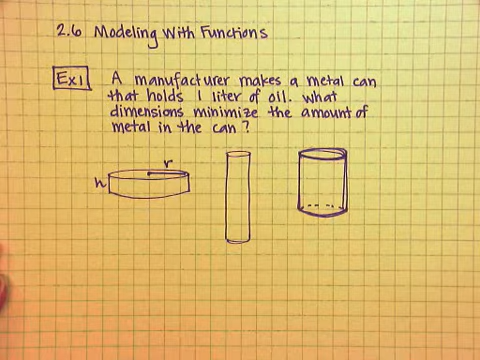 2.6 Modeling With Functions
Ex1 A manufacturer makes a metal can
that holds 1 liter of oil. What
dimensions minimize the amount of
metal in the can?
r
h